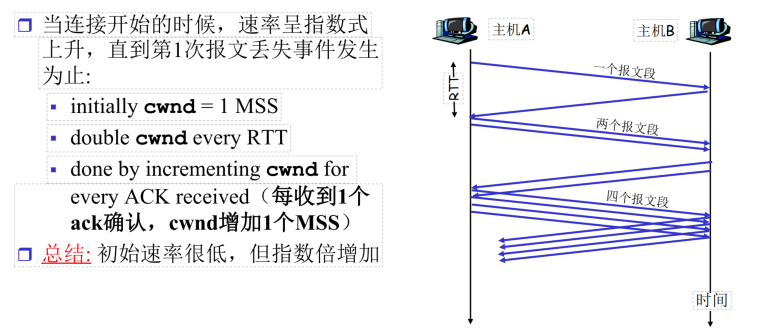 当连接开始的时候，速率呈指数式
上升，直到第1次报文丢失事件发生
为止:
initially cwnd = 1 MSS
double cwnd every RTT
done by incrementing cwnd for
every ACK received（每收到1个
ack确认，cwnd增加1个MSS）
总结: 初始速率很低，但指数倍增加
主机A
主机B
RTT
一个报文段
两个报文段
四个报文段
时间